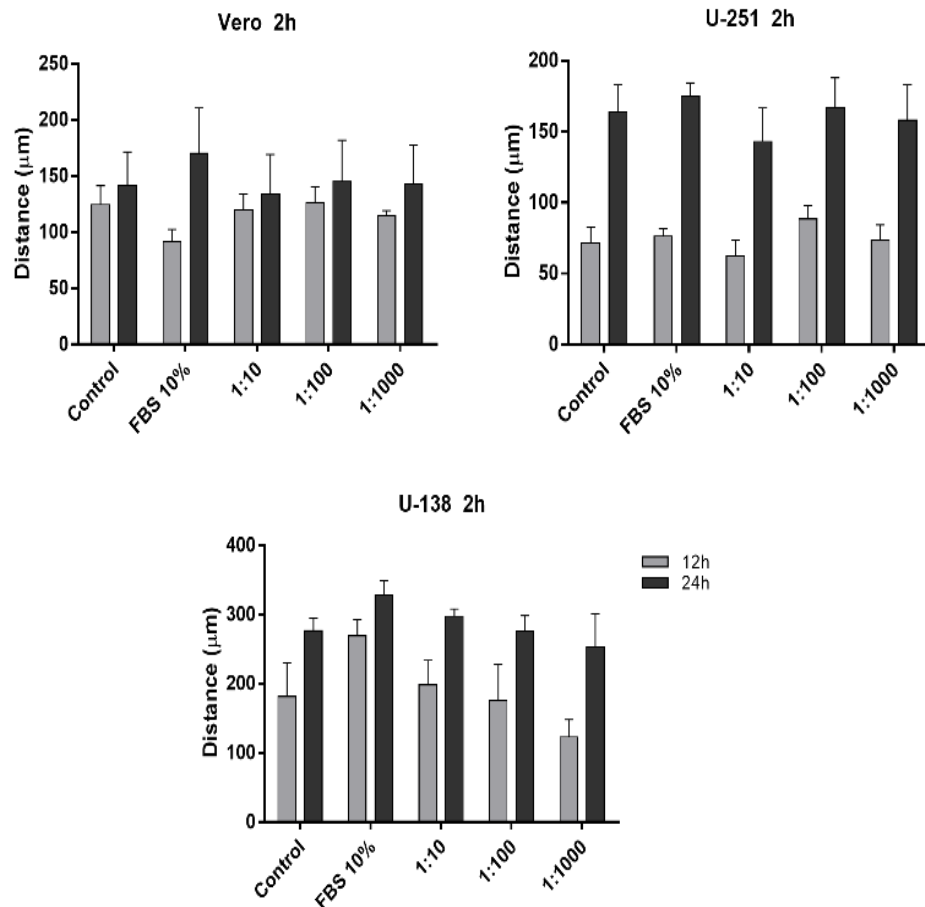 Vero 2h
250
200
150
100
50
0
Distance (μm)
Control
FBS 10%
1:10
1:100
1:1000
U-251 2h
200
150
100
50
0
Distance (μm)
Control
FBS 10%
1:10
1:100
1:1000
U-138 2h
400
300
200
100
0
Distance (μm)
Control
FBS 10%
1:10
1:100
1:1000
12h
24h